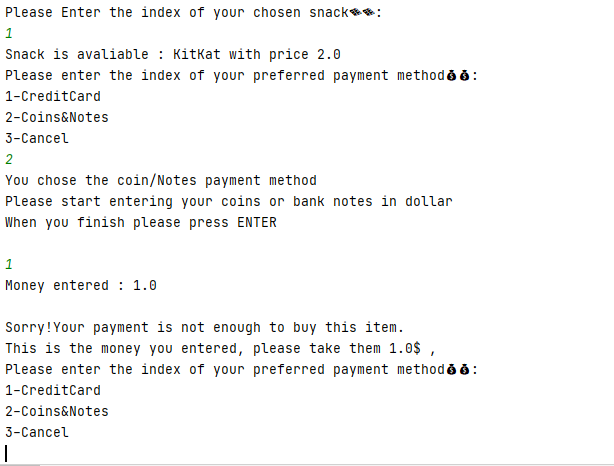 Please Enter the index of your chosen snack🍫🍫:
1
Snack is avaliable : KitKat with price 2.0
Please enter the index of your preferred payment method💰💰:
1-CreditCard
2-Coins&Notes
3-Cancel
2
You chose the coin/Notes payment method
Please start entering your coins or bank notes in dollar
When you finish please press ENTER
1
Money entered : 1.0
Sorry!Your payment is not enough to buy this item.
This is the money you entered, please take them 1.0$ ,
Please enter the index of your preferred payment method💰💰:
1-CreditCard
2-Coins&Notes
3-Cancel